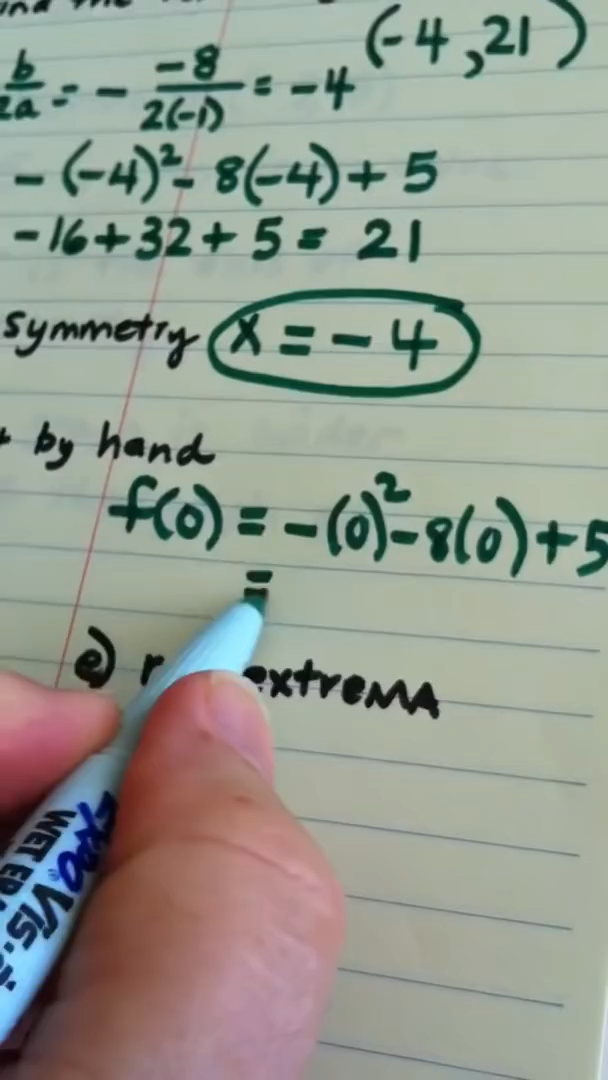 (-4, 21)
b/2a = - -8/2(-1) = -4
- (-4)² - 8(-4) + 5
-16 + 32 + 5 = 21
symmetry x = -4
by hand
f(0) = -(0)² - 8(0) + 5
=
e) extreMA
Expo Vis
WET